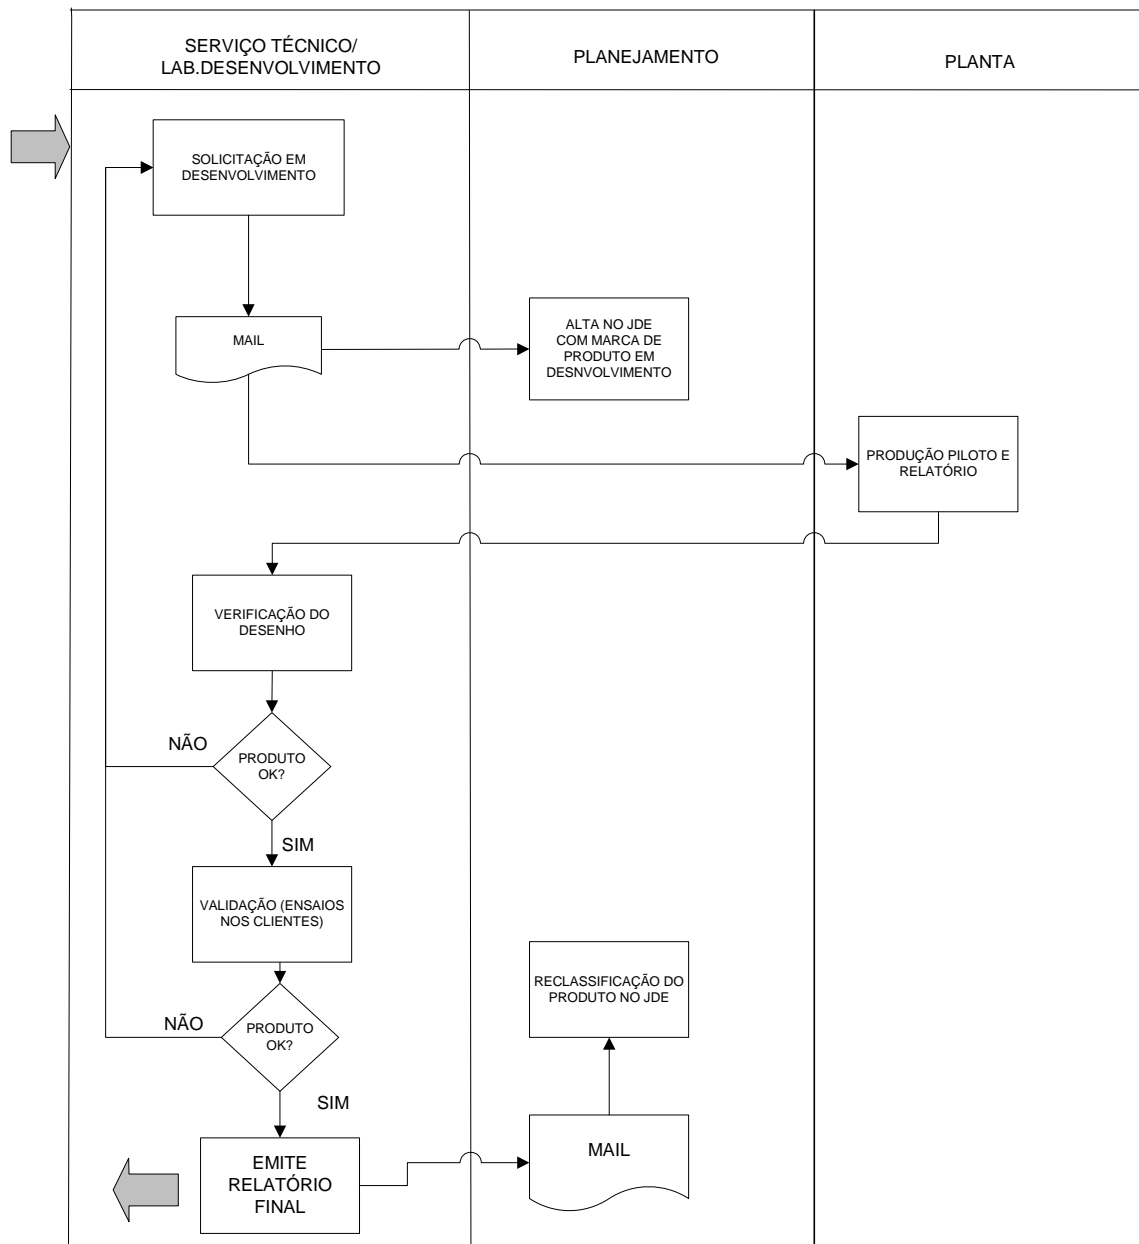 SERVIÇO TÉCNICO/
LAB.DESENVOLVIMENTO
PLANEJAMENTO
PLANTA
SOLICITAÇÃO EM
DESENVOLVIMENTO
MAIL
ALTA NO JDE
COM MARCA DE
PRODUTO EM
DESNVOLVIMENTO
PRODUÇÃO PILOTO E
RELATÓRIO
VERIFICAÇÃO DO
DESENHO
NÃO
PRODUTO
OK?
SIM
VALIDAÇÃO (ENSAIOS
NOS CLIENTES)
RECLASSIFICAÇÃO DO
PRODUTO NO JDE
NÃO
PRODUTO
OK?
SIM
EMITE
RELATÓRIO
FINAL
MAIL